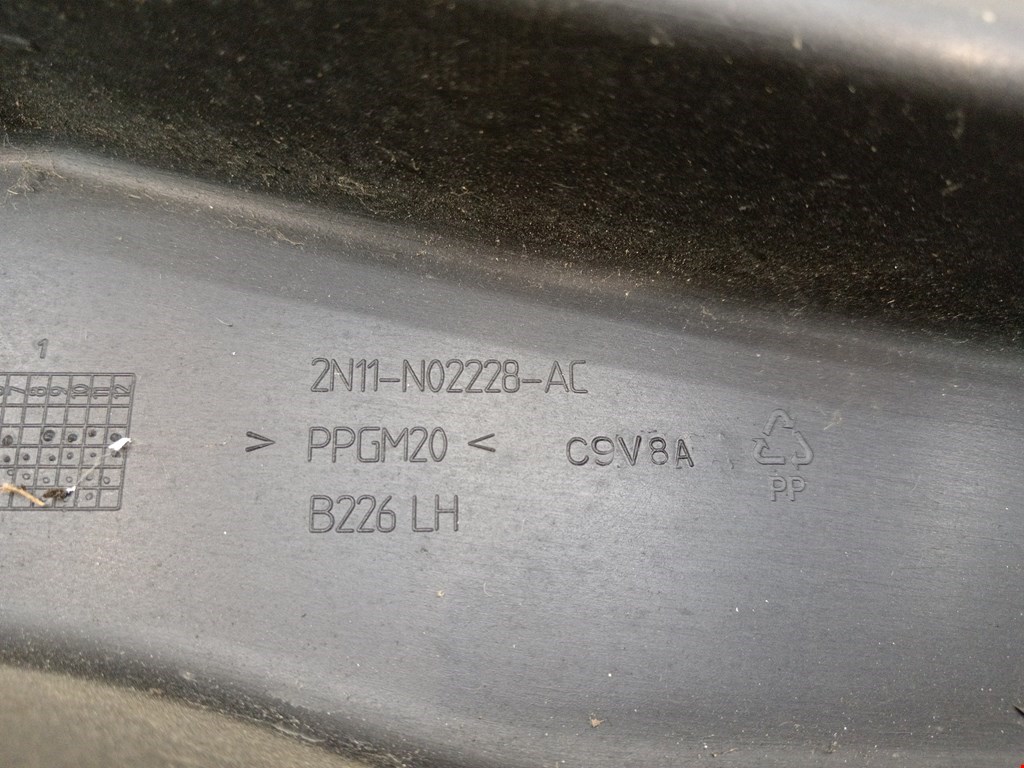 1
2N11-N02228-AC
> PPGM20 <
C9V8A
PP
B226 LH